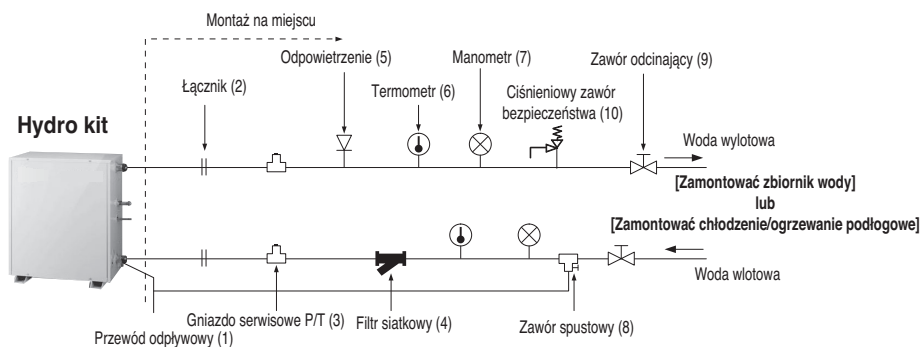 Montaż na miejscu
Odpowietrzenie (5)
Manometr (7)
Zawór odcinający (9)
Łącznik (2)
Termometr (6)
Ciśnieniowy zawór
bezpieczeństwa (10)
Hydro kit
Woda wylotowa
[Zamontować zbiornik wody]
lub
[Zamontować chłodzenie/ogrzewanie podłogowe]
Woda wlotowa
Gniazdo serwisowe P/T (3)
Filtr siatkowy (4)
Zawór spustowy (8)
Przewód odpływowy (1)